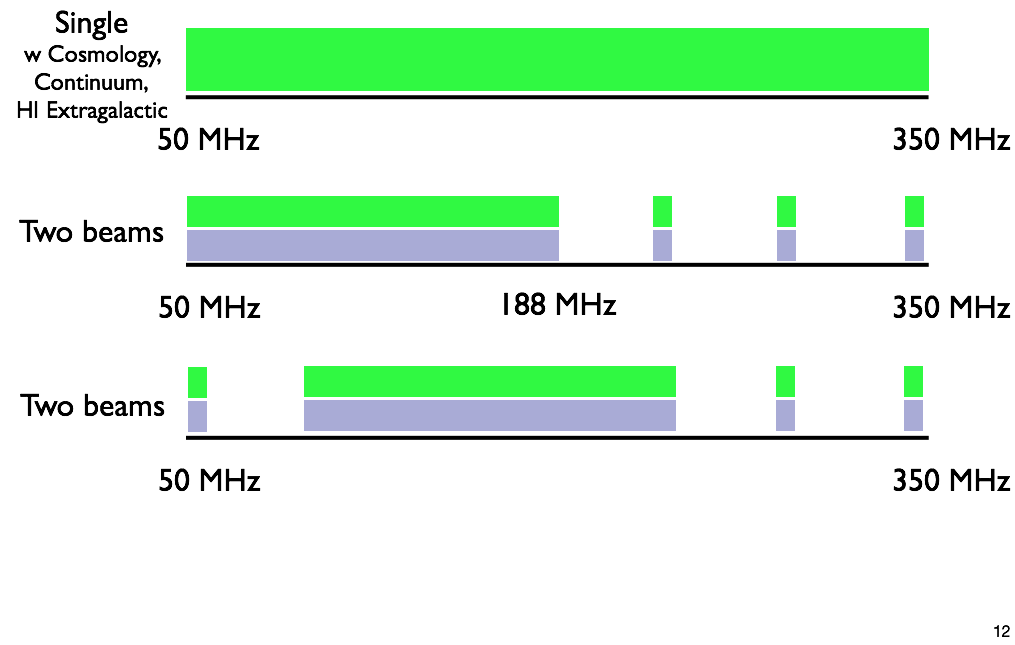 Single
w Cosmology,
Continuum,
HI Extragalactic
50 MHz
350 MHz
Two beams
50 MHz
188 MHz
350 MHz
Two beams
50 MHz
350 MHz
12